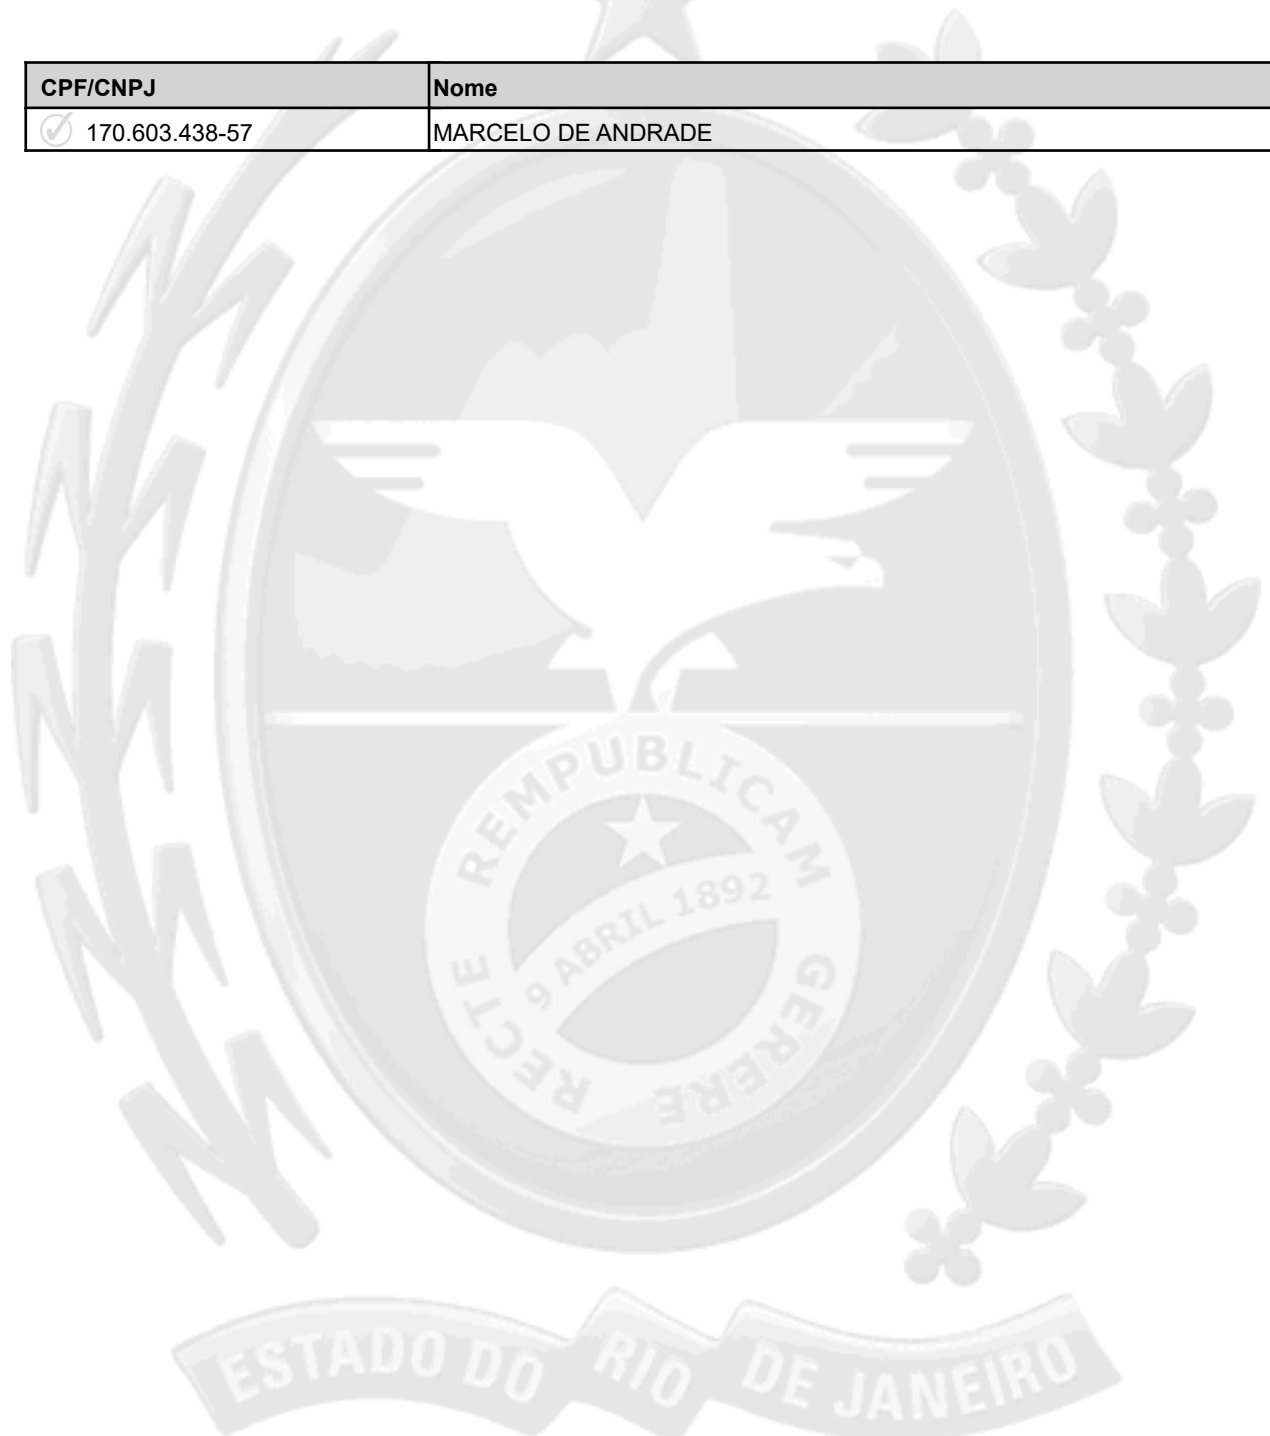 CPF/CNPJ Nome
170.603.438-57 MARCELO DE ANDRADE
REMPUBLICAM
9 ABRIL 1892
RECTE GERERE
ESTADO DO RIO DE JANEIRO